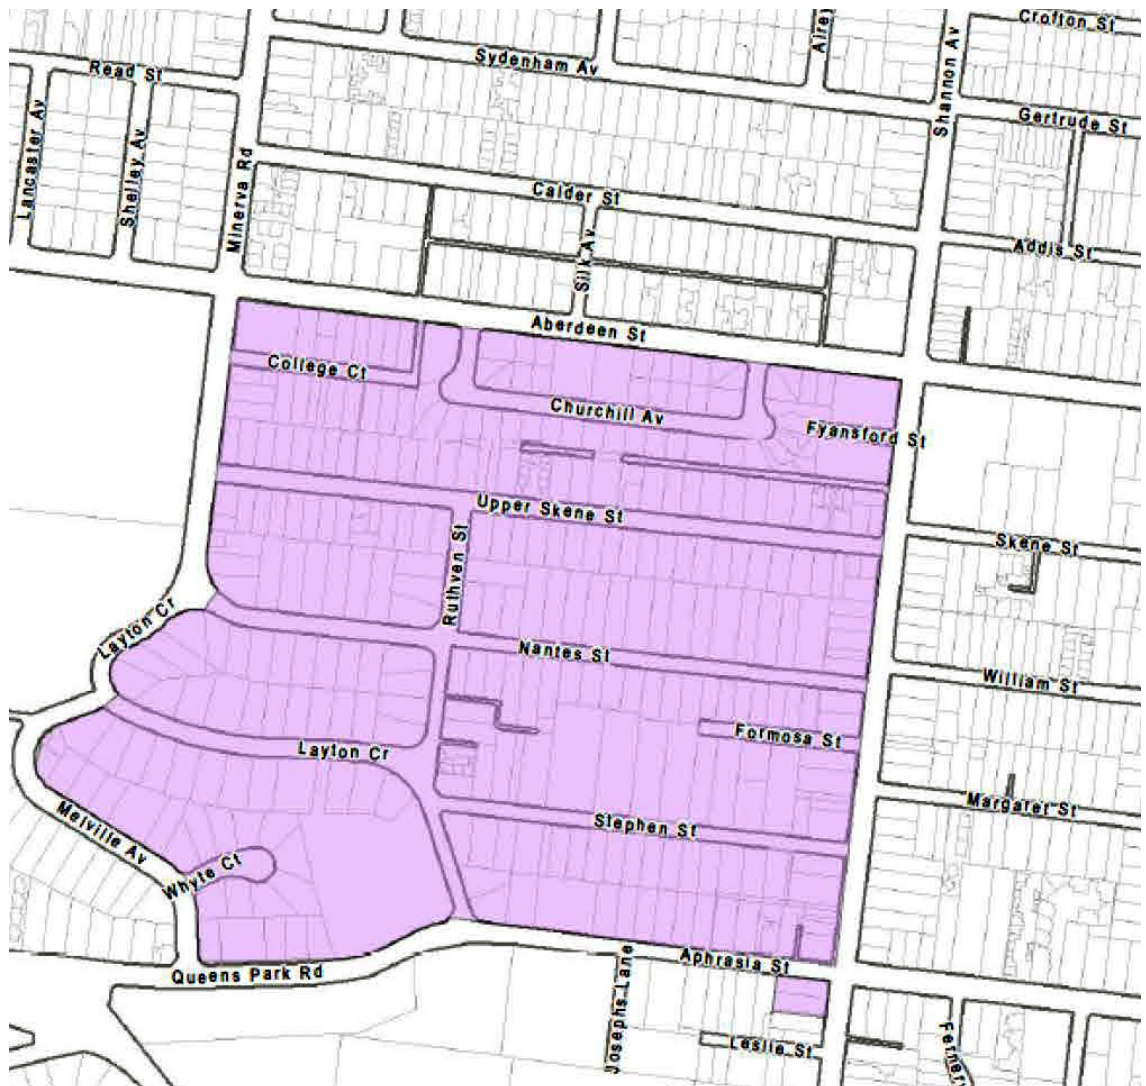 Crofton St
Airey
Sydenham Av
Read St
Shannon Av
Gertrude St
Lancaster Av
Shelley Av
Minerva Rd
Calder St
Silk Av
Addis St
Aberdeen St
College Ct
Churchill Av
Fyansford St
Upper Skene St
Ruthven St
Skene St
Layton Cr
Nantes St
William St
Formosa St
Layton Cr
Margaret St
Stephen St
Melville Av
Whyte Ct
Aphrasia St
Queens Park Rd
Josephs Lane
Leslie St
Ferner